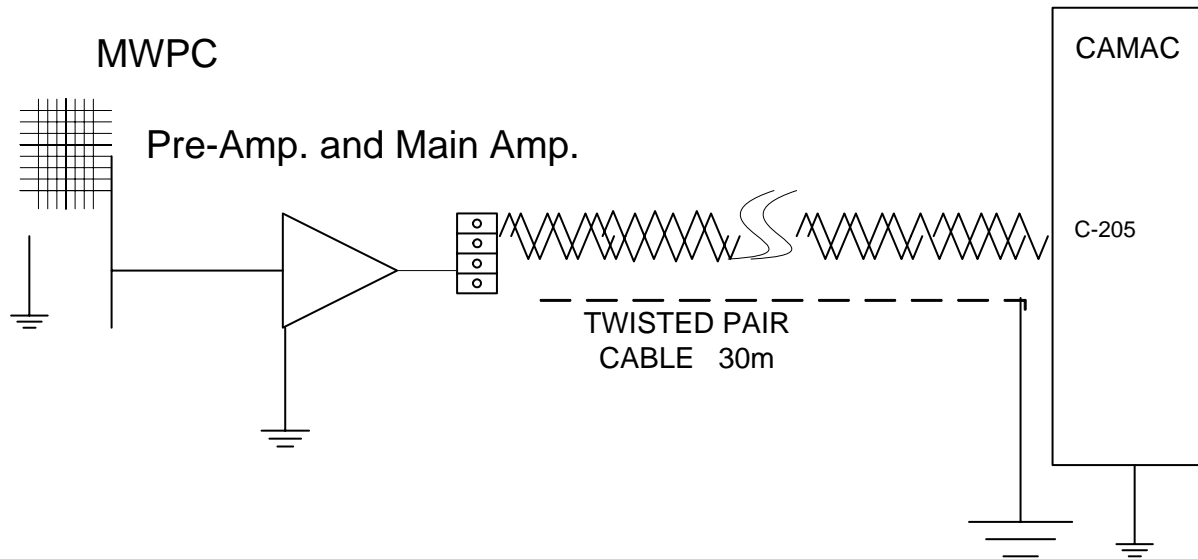 MWPC
CAMAC
Pre-Amp. and Main Amp.
C-205
TWISTED PAIR
CABLE 30m